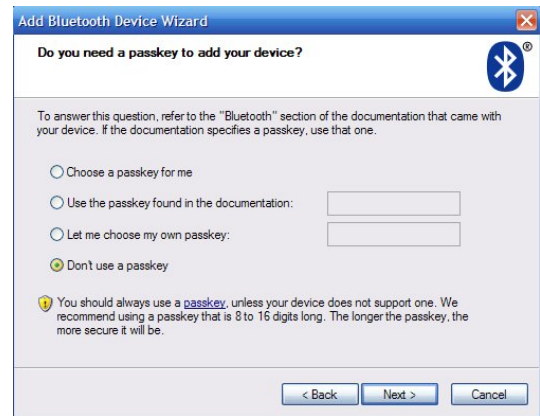 Add Bluetooth Device Wizard
Do you need a passkey to add your device?
®
To answer this question, refer to the "Bluetooth" section of the documentation that came with
your device. If the documentation specifies a passkey, use that one.
Choose a passkey for me
Use the passkey found in the documentation:
Let me choose my own passkey:
Don't use a passkey
You should always use a passkey, unless your device does not support one. We
recommend using a passkey that is 8 to 16 digits long. The longer the passkey, the
more secure it will be.
< Back Next > Cancel